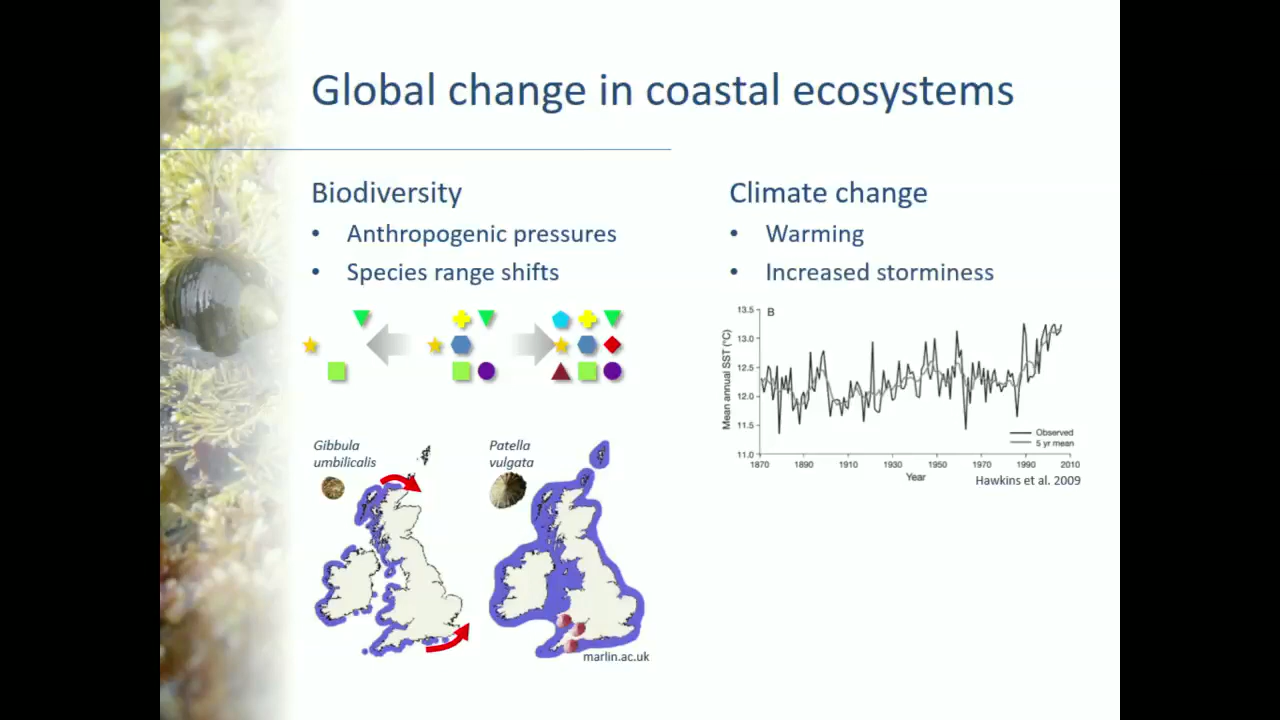 Global change in coastal ecosystems
Biodiversity
• Anthropogenic pressures
• Species range shifts
Gibbula
umbilicalis
Patella
vulgata
marlin.ac.uk
Climate change
• Warming
• Increased storminess
B
Mean annual SST (°C)
13.5
13.0
12.5
12.0
11.5
11.0
1870 1890 1910 1930 1950 1970 1990 2010
Year
Observed
5 yr mean
Hawkins et al. 2009